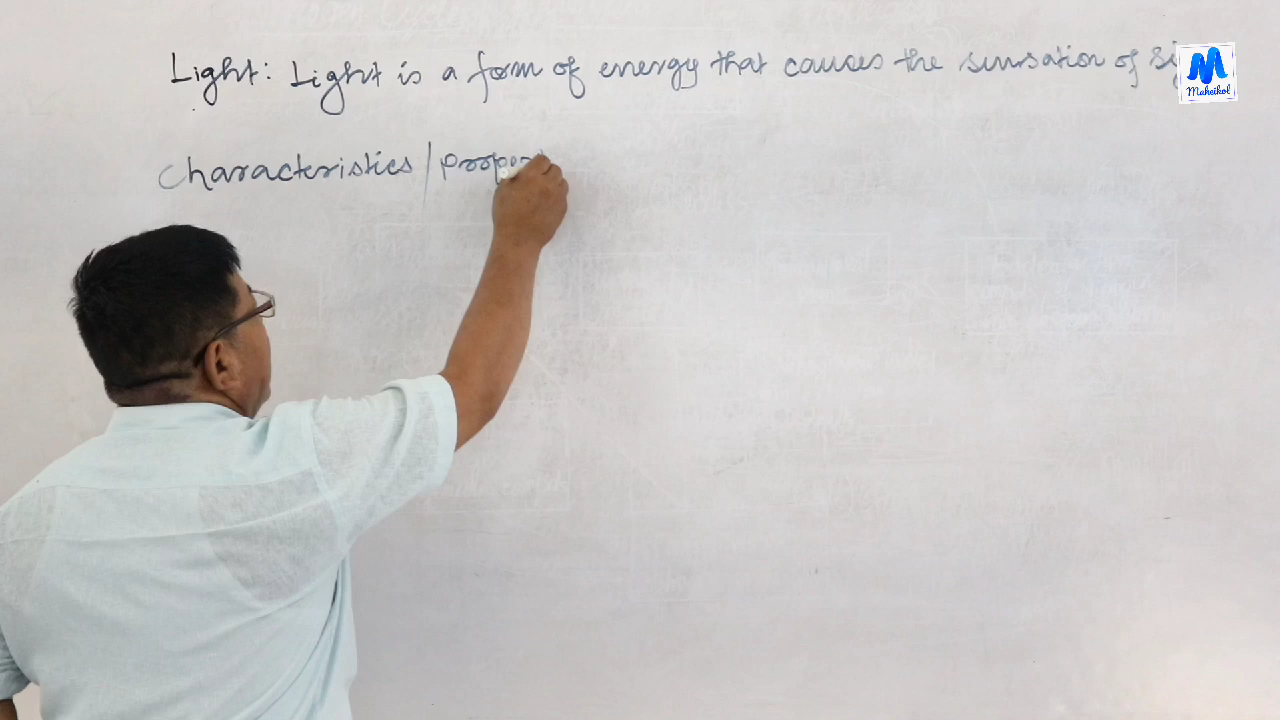 Light: Light is a form of energy that causes the sensation of
Maheikol
Characteristics/